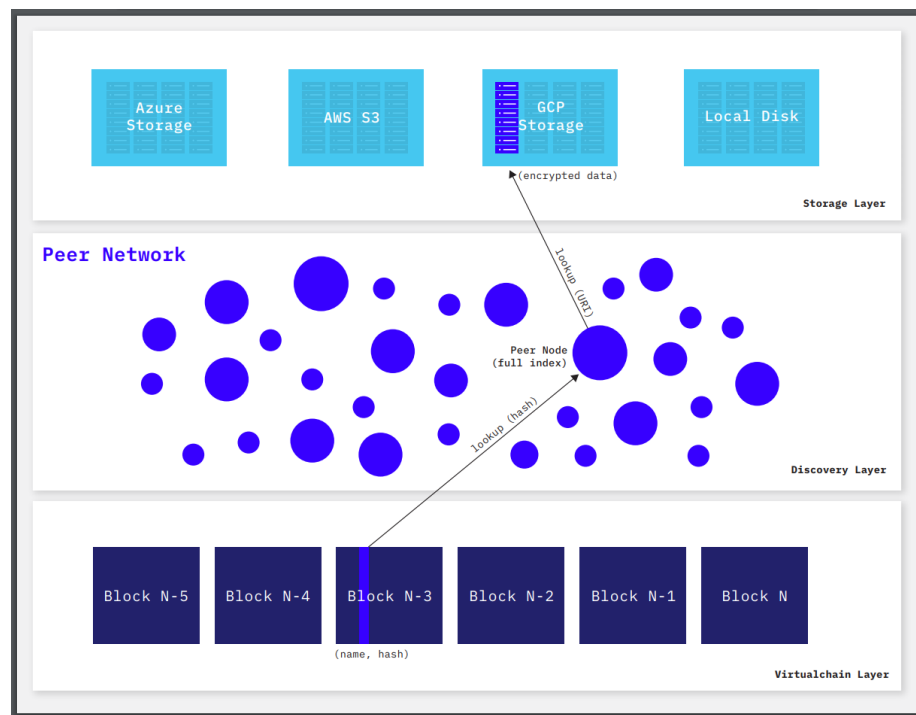 Azure
Storage
AWS S3
GCP
Storage
Local Disk
(encrypted data)
Storage Layer
Peer Network
lookup (URI)
Peer Node
(full index)
lookup (hash)
Discovery Layer
Block N-5
Block N-4
Block N-3
Block N-2
Block N-1
Block N
(name, hash)
Virtualchain Layer